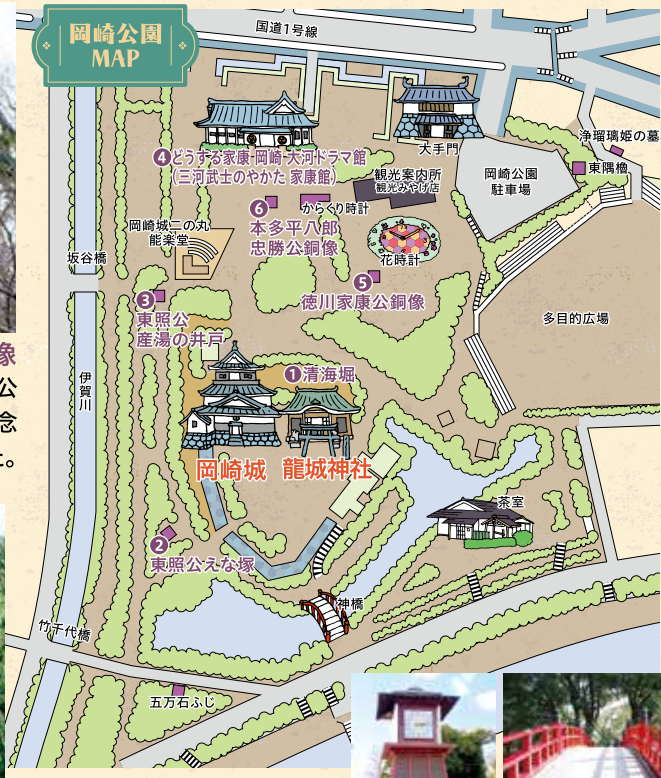 岡崎公園
MAP
国道1号線
大手門
浄瑠璃姫の墓
東隅櫓
岡崎公園
駐車場
❹どうする家康 岡崎 大河ドラマ館
(三河武士のやかた 家康館)
観光案内所
観光みやげ店
からくり時計
❻
本多平八郎
忠勝公銅像
花時計
岡崎城二の丸
能楽堂
坂谷橋
❺
徳川家康公銅像
❸
東照公
産湯の井戸
多目的広場
像
公
念
た。
伊賀川
❶清海堀
岡崎城
龍城神社
茶室
❷
東照公えな塚
神橋
竹千代橋
五万石ふじ